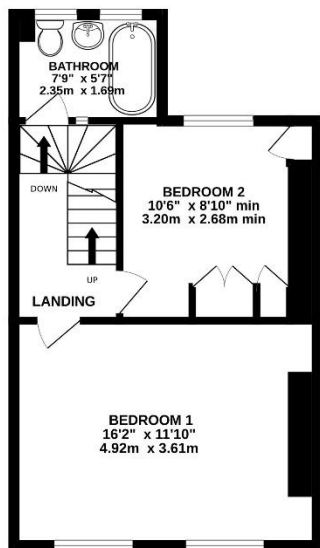 BATHROOM
7'9" x 5'7"
2.35m x 1.69m
DOWN
BEDROOM 2
10'6" x 8'10" min
3.20m x 2.68m min
UP
LANDING
BEDROOM 1
16'2" x 11'10"
4.92m x 3.61m